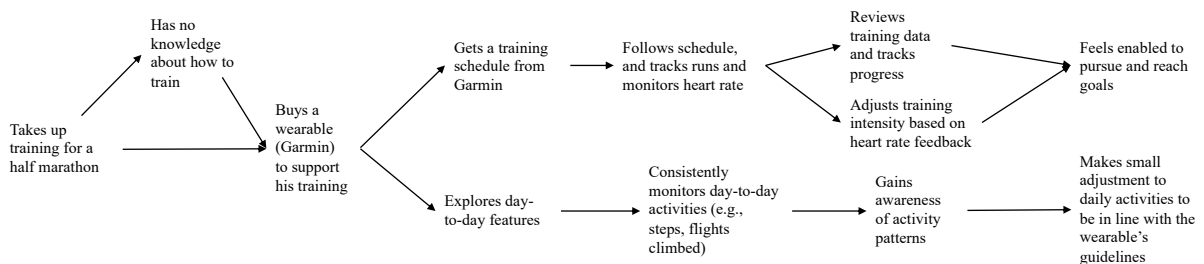 Takes up
training for a
half marathon
Has no
knowledge
about how to
train
Buys a
wearable
(Garmin)
to support
his training
Gets a training
schedule from
Garmin
Follows schedule,
and tracks runs and
monitors heart rate
Reviews
training data
and tracks
progress
Adjusts training
intensity based on
heart rate feedback
Feels enabled to
pursue and reach
goals
Explores day-
to-day features
Consistently
monitors day-to-day
activities (e.g.,
steps, flights
climbed)
Gains
awareness
of activity
patterns
Makes small
adjustment to
daily activities to
be in line with the
wearable’s
guidelines